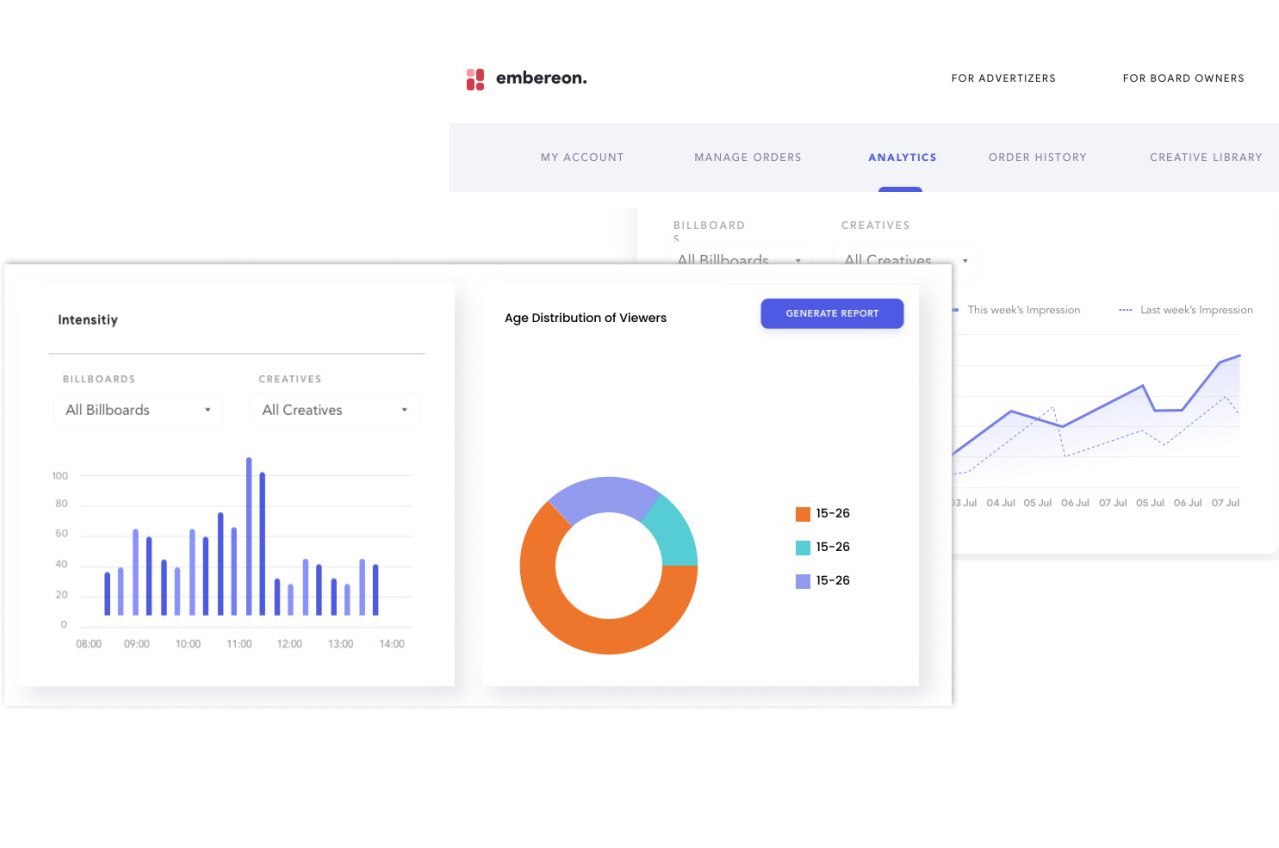 embereon.
FOR ADVERTIZERS
FOR BOARD OWNERS
MY ACCOUNT
MANAGE ORDERS
ANALYTICS
ORDER HISTORY
CREATIVE LIBRARY
BILLBOARD
S
CREATIVES
All Billboards
All Creatives
This week's Impression
Last week's Impression
03 Jul 04 Jul 05 Jul 06 Jul 07 Jul 05 Jul 06 Jul 07 Jul
Intensitiy
BILLBOARDS
CREATIVES
All Billboards
All Creatives
100
80
60
40
20
0
08:00 09:00 10:00 11:00 12:00 13:00 14:00
Age Distribution of Viewers
GENERATE REPORT
15-26
15-26
15-26